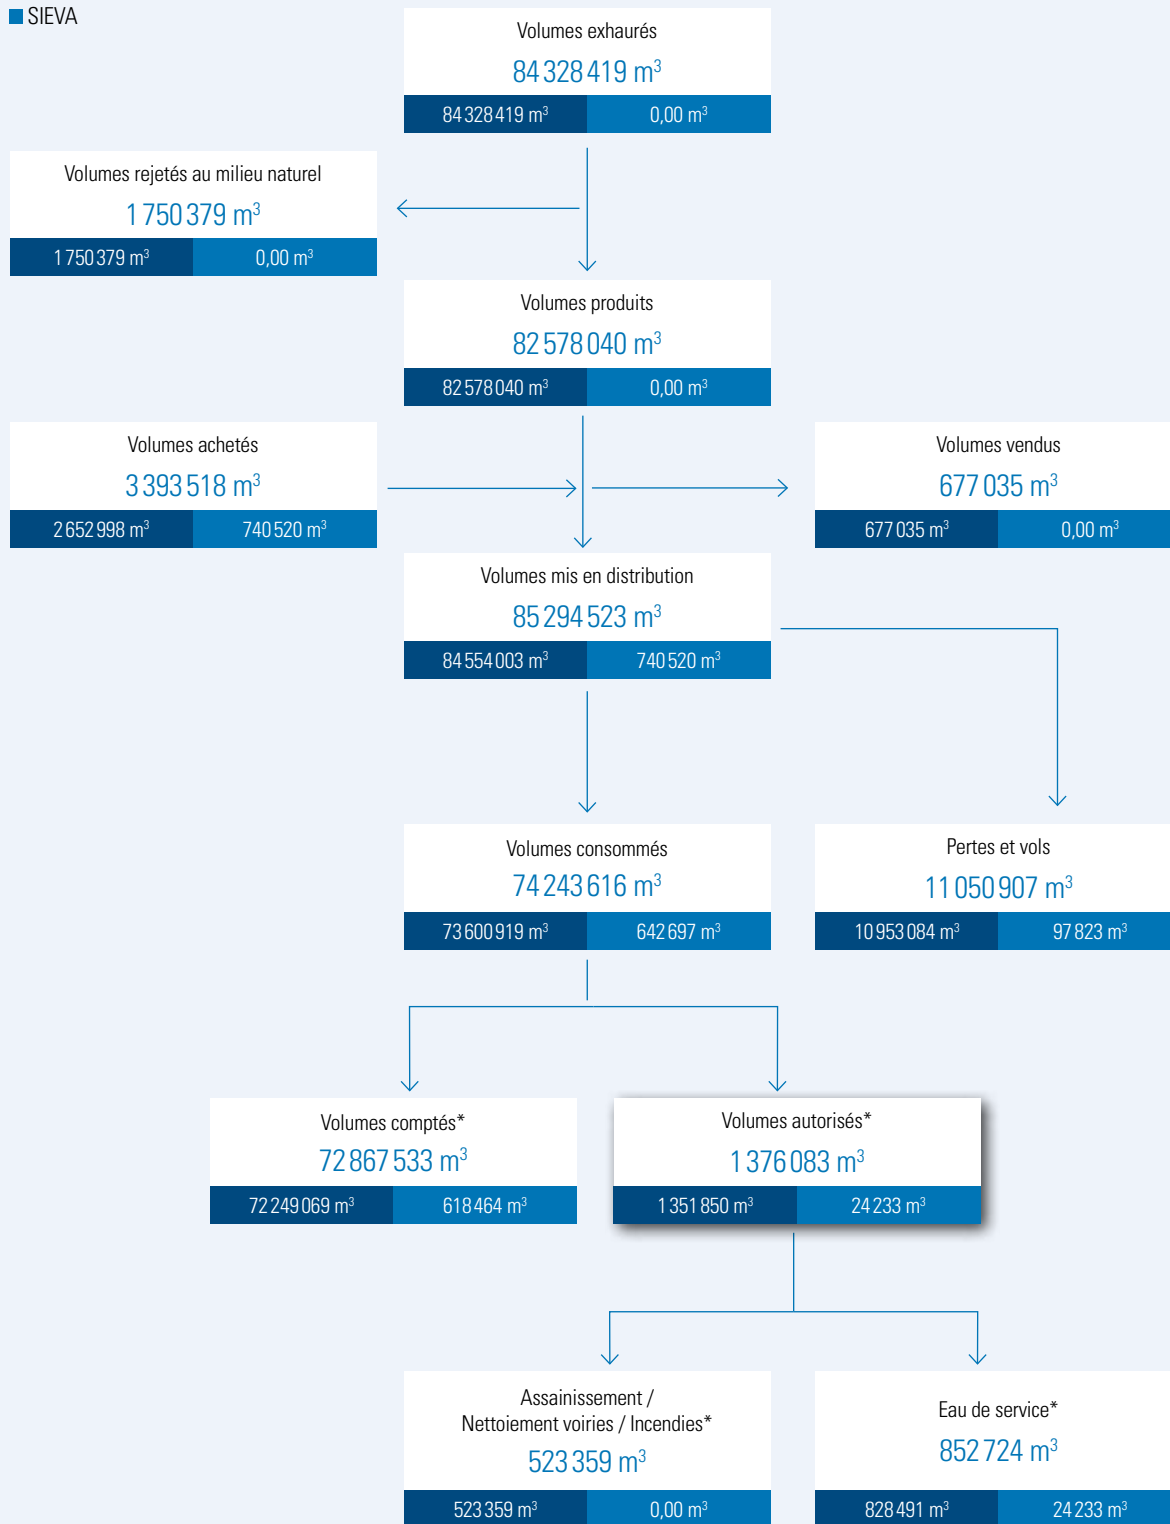 SIEVA
Volumes exhaurés
84 328 419 m³
84 328 419 m³ 0,00 m³
Volumes rejetés au milieu naturel
1 750 379 m³
1 750 379 m³ 0,00 m³
Volumes produits
82 578 040 m³
82 578 040 m³ 0,00 m³
Volumes achetés
3 393 518 m³
2 652 998 m³ 740 520 m³
Volumes vendus
677 035 m³
677 035 m³ 0,00 m³
Volumes mis en distribution
85 294 523 m³
84 554 003 m³ 740 520 m³
Volumes consommés
74 243 616 m³
73 600 919 m³ 642 697 m³
Pertes et vols
11 050 907 m³
10 953 084 m³ 97 823 m³
Volumes comptés*
72 867 533 m³
72 249 069 m³ 618 464 m³
Volumes autorisés*
1 376 083 m³
1 351 850 m³ 24 233 m³
Assainissement /
Nettoiement voiries / Incendies*
523 359 m³
523 359 m³ 0,00 m³
Eau de service*
852 724 m³
828 491 m³ 24 233 m³